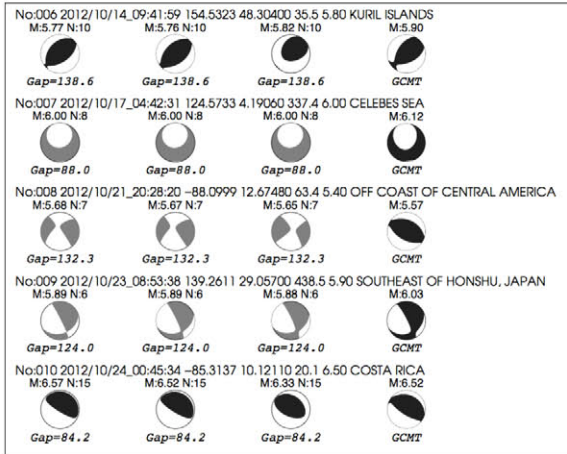 No:006 2012/10/14_09:41:59 154.5323 48.30400 35.5 5.80 KURIL ISLANDS
M:5.77 N:10 M:5.76 N:10 M:5.82 N:10 M:5.90
Gap=138.6 Gap=138.6 Gap=138.6 GCMT
No:007 2012/10/17_04:42:31 124.5733 4.19060 337.4 6.00 CELEBES SEA
M:6.00 N:8 M:6.00 N:8 M:6.00 N:8 M:6.12
Gap=88.0 Gap=88.0 Gap=88.0 GCMT
No:008 2012/10/21_20:28:20 −88.0999 12.67480 63.4 5.40 OFF COAST OF CENTRAL AMERICA
M:5.68 N:7 M:5.67 N:7 M:5.65 N:7 M:5.57
Gap=132.3 Gap=132.3 Gap=132.3 GCMT
No:009 2012/10/23_08:53:38 139.2611 29.05700 438.5 5.90 SOUTHEAST OF HONSHU, JAPAN
M:5.89 N:6 M:5.89 N:6 M:5.88 N:6 M:6.03
Gap=124.0 Gap=124.0 Gap=124.0 GCMT
No:010 2012/10/24_00:45:34 −85.3137 10.12110 20.1 6.50 COSTA RICA
M:6.57 N:15 M:6.52 N:15 M:6.33 N:15 M:6.52
Gap=84.2 Gap=84.2 Gap=84.2 GCMT